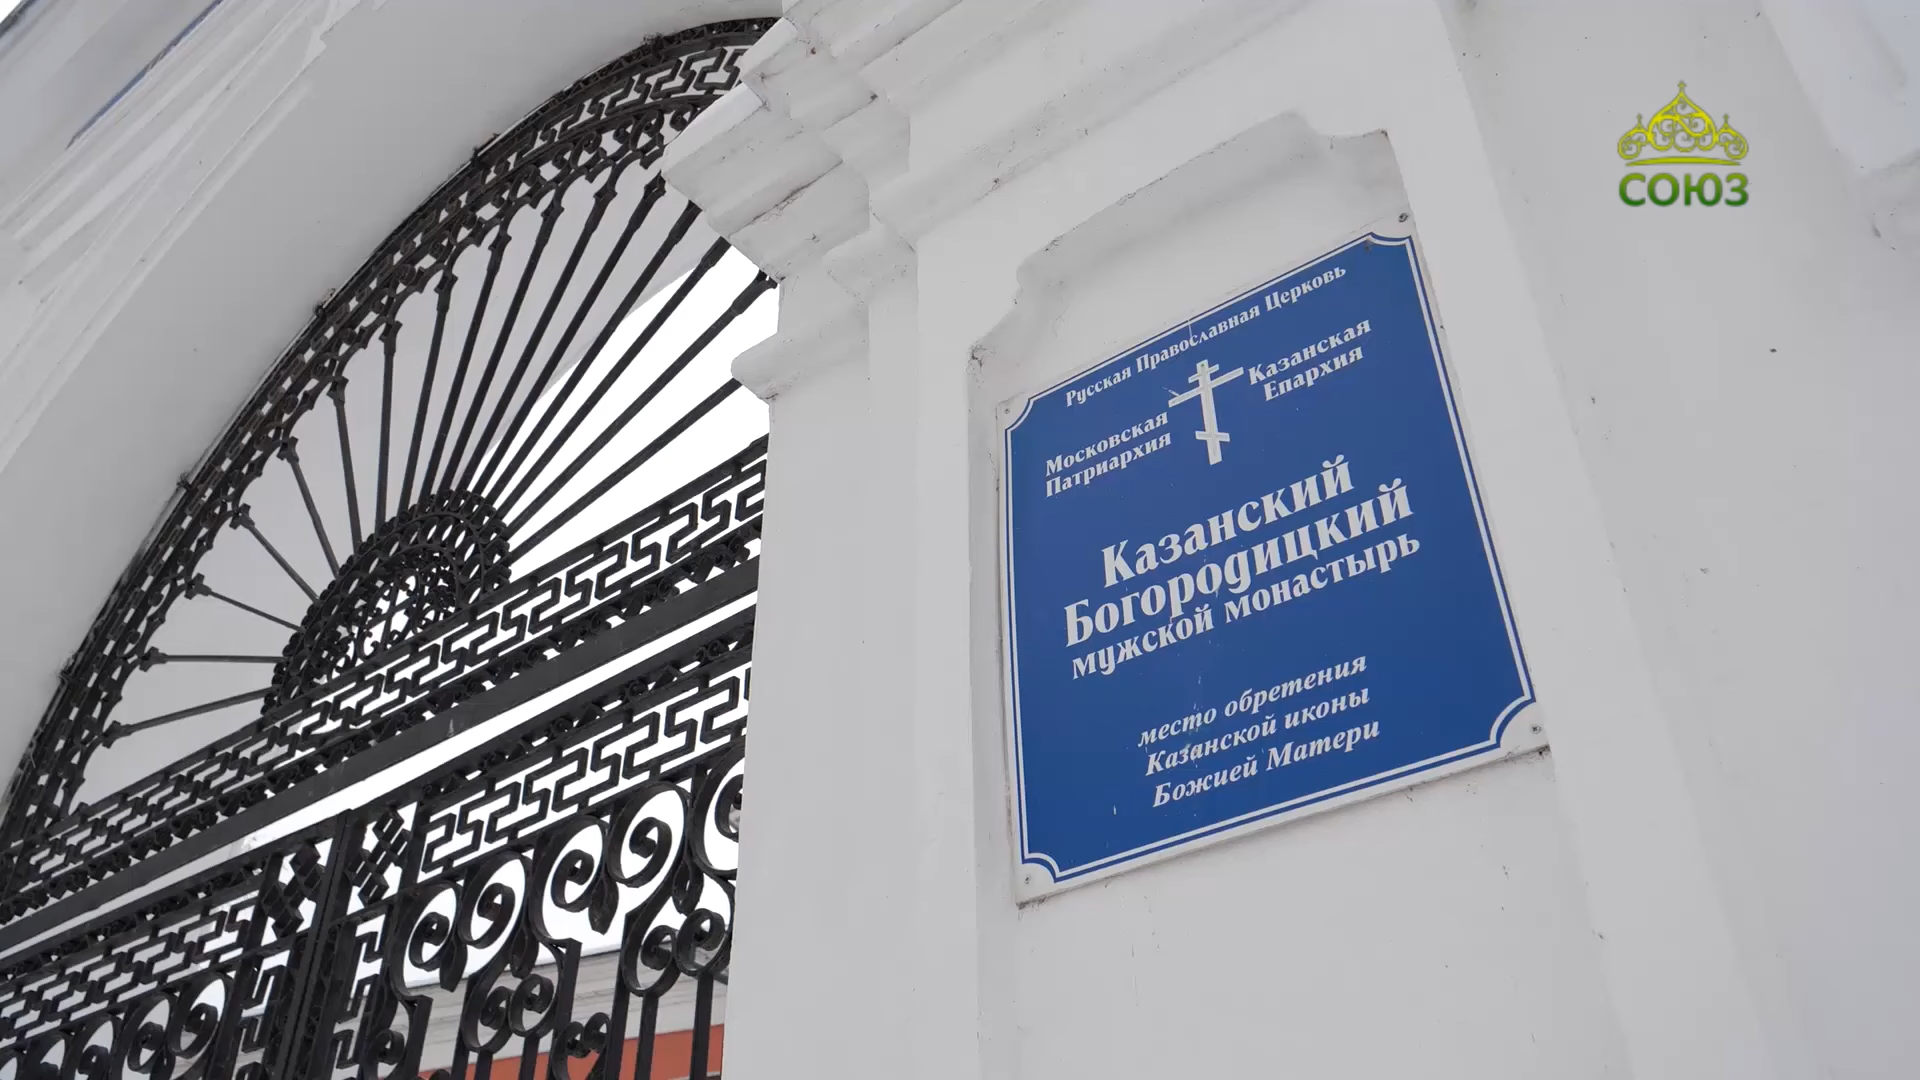 СОЮЗ
Русская Православная Церковь
Московская
Патриархия
Казанская
Епархия
Казанский
Богородицкий
мужской монастырь
место обретения
Казанской иконы
Божией Матери